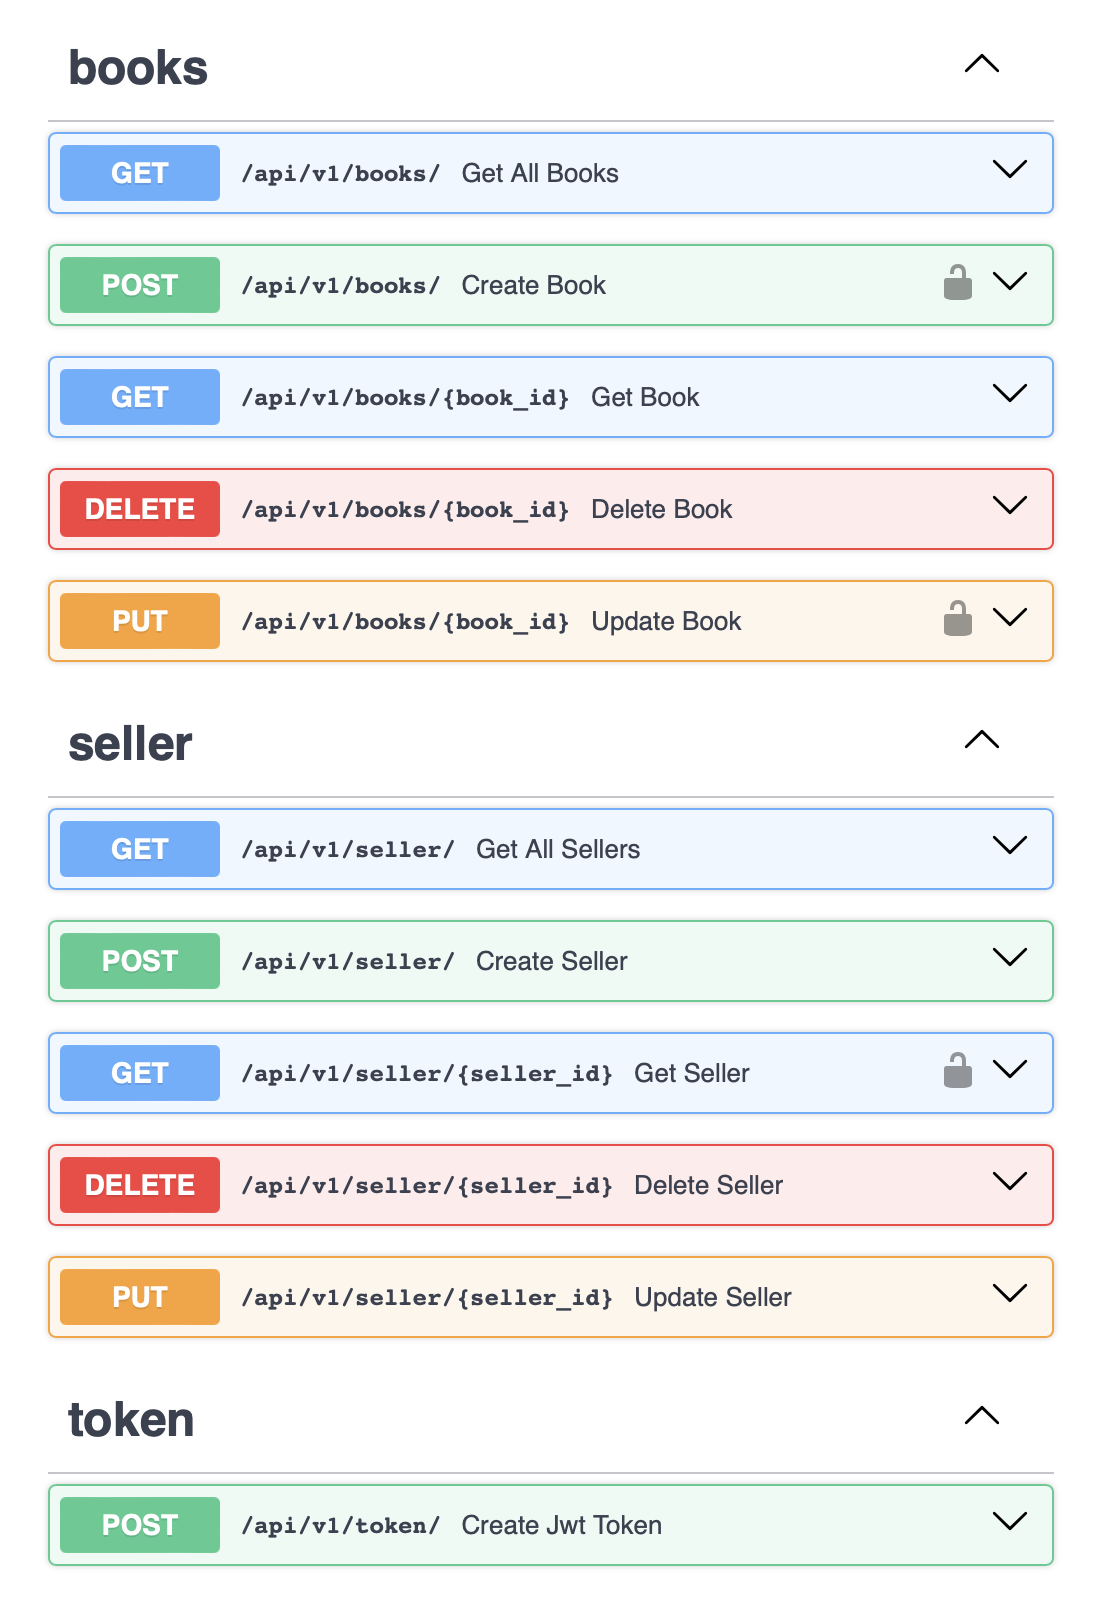 books
GET /api/v1/books/ Get All Books
POST /api/v1/books/ Create Book
GET /api/v1/books/{book_id} Get Book
DELETE /api/v1/books/{book_id} Delete Book
PUT /api/v1/books/{book_id} Update Book
seller
GET /api/v1/seller/ Get All Sellers
POST /api/v1/seller/ Create Seller
GET /api/v1/seller/{seller_id} Get Seller
DELETE /api/v1/seller/{seller_id} Delete Seller
PUT /api/v1/seller/{seller_id} Update Seller
token
POST /api/v1/token/ Create Jwt Token